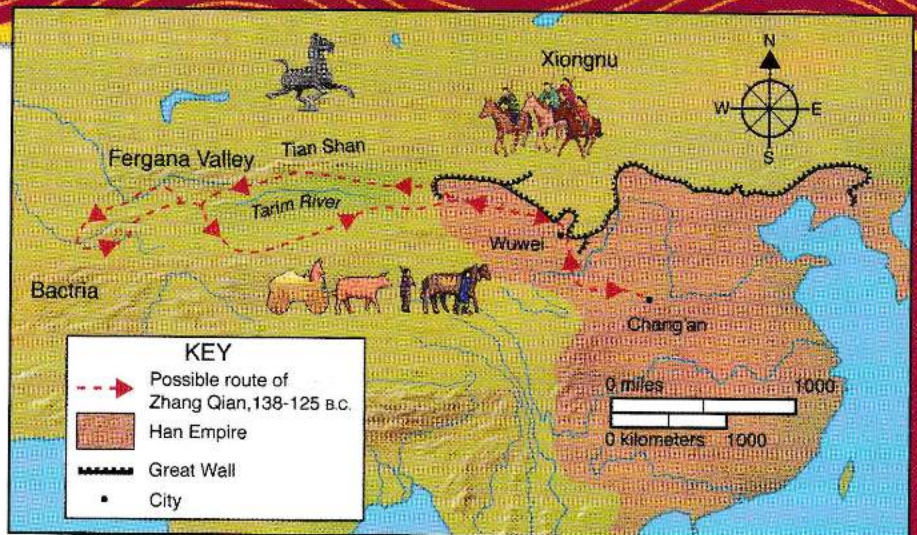 Xiongnu
N
W
E
S
Fergana Valley
Tian Shan
Tarim River
Wuwei
Bactria
Chang'an
KEY
Possible route of
Zhang Qian,138-125 B.C.
Han Empire
Great Wall
City
0 miles 1000
0 kilometers 1000